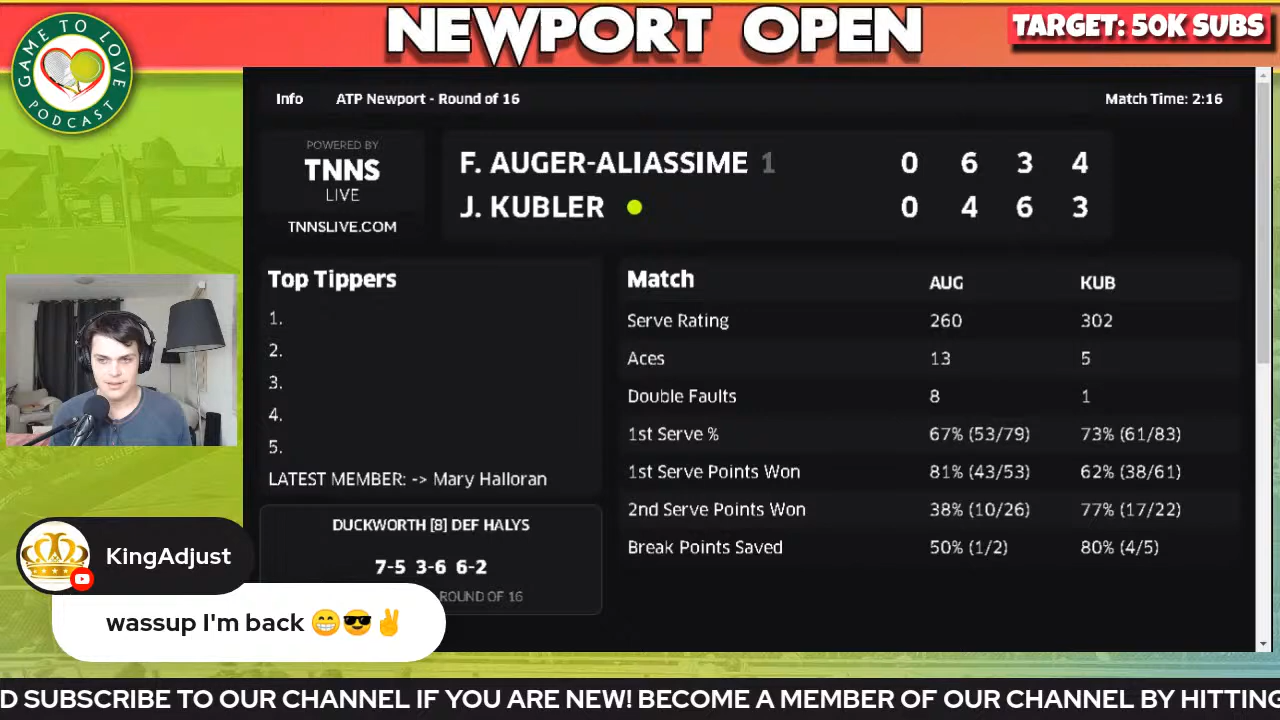 GAME TO LOVE
PODCAST
NEWPORT OPEN
TARGET: 50K SUBS
Info
ATP Newport - Round of 16
Match Time: 2:16
POWERED BY
TNNS
LIVE
TNNSLIVE.COM
F. AUGER-ALIASSIME 1 0 6 3 4
J. KUBLER 0 4 6 3
Top Tippers
1.
2.
3.
4.
5.
LATEST MEMBER: -> Mary Halloran
DUCKWORTH [8] DEF HALYS
7-5 3-6 6-2
ROUND OF 16
Match AUG KUB
Serve Rating 260 302
Aces 13 5
Double Faults 8 1
1st Serve % 67% (53/79) 73% (61/83)
1st Serve Points Won 81% (43/53) 62% (38/61)
2nd Serve Points Won 38% (10/26) 77% (17/22)
Break Points Saved 50% (1/2) 80% (4/5)
KingAdjust
wassup I'm back 😁😎✌
D SUBSCRIBE TO OUR CHANNEL IF YOU ARE NEW! BECOME A MEMBER OF OUR CHANNEL BY HITTING